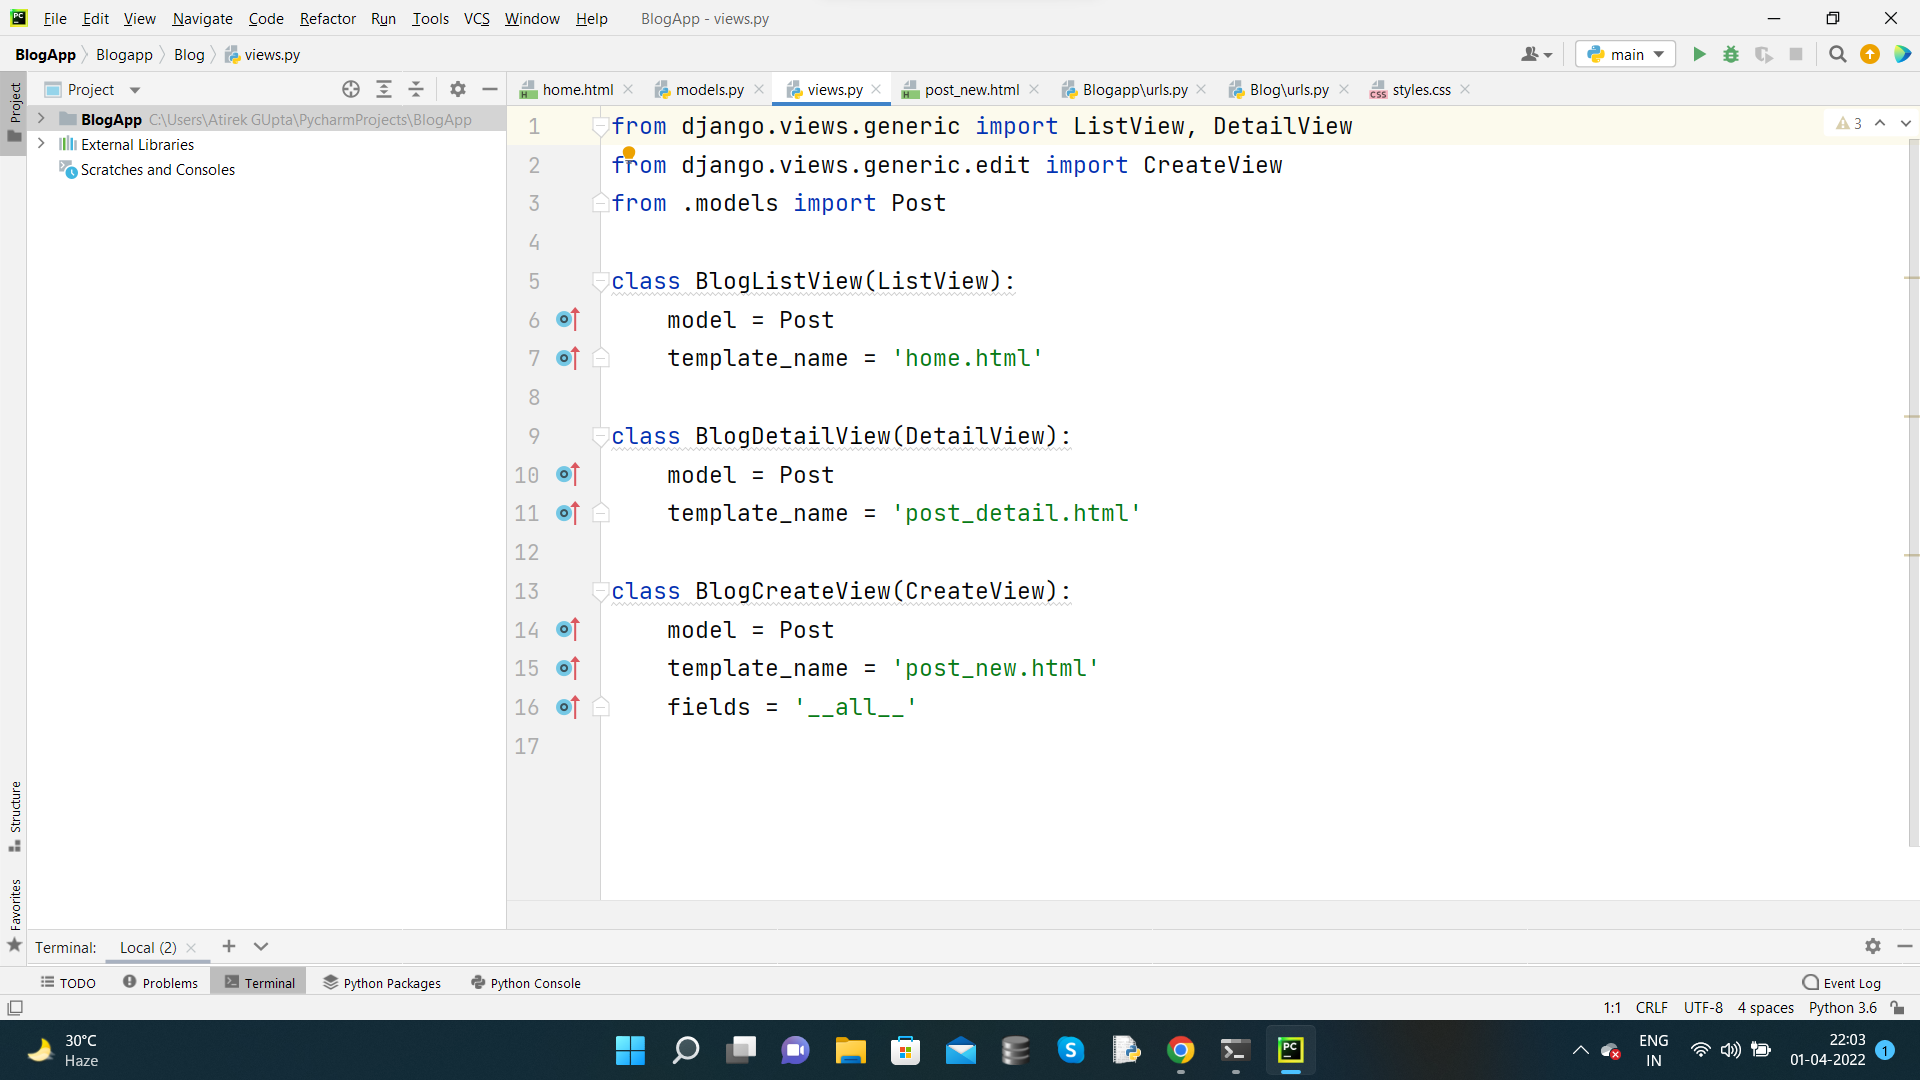 File Edit View Navigate Code Refactor Run Tools VCS Window Help BlogApp - views.py
BlogApp Blogapp Blog views.py main
Project
Project
home.html models.py views.py post_new.html Blogapp\urls.py Blog\urls.py styles.css
BlogApp C:\Users\Atirek GUpta\PycharmProjects\BlogApp
External Libraries
Scratches and Consoles
3
1 from django.views.generic import ListView, DetailView
2 from django.views.generic.edit import CreateView
3 from .models import Post
4
5 class BlogListView(ListView):
6 model = Post
7 template_name = 'home.html'
8
9 class BlogDetailView(DetailView):
10 model = Post
11 template_name = 'post_detail.html'
12
13 class BlogCreateView(CreateView):
14 model = Post
15 template_name = 'post_new.html'
16 fields = '__all__'
17
Structure
Favorites
Terminal: Local (2)
TODO Problems Terminal Python Packages Python Console Event Log
1:1 CRLF UTF-8 4 spaces Python 3.6
30°C
Haze
ENG
IN
22:03
01-04-2022
1